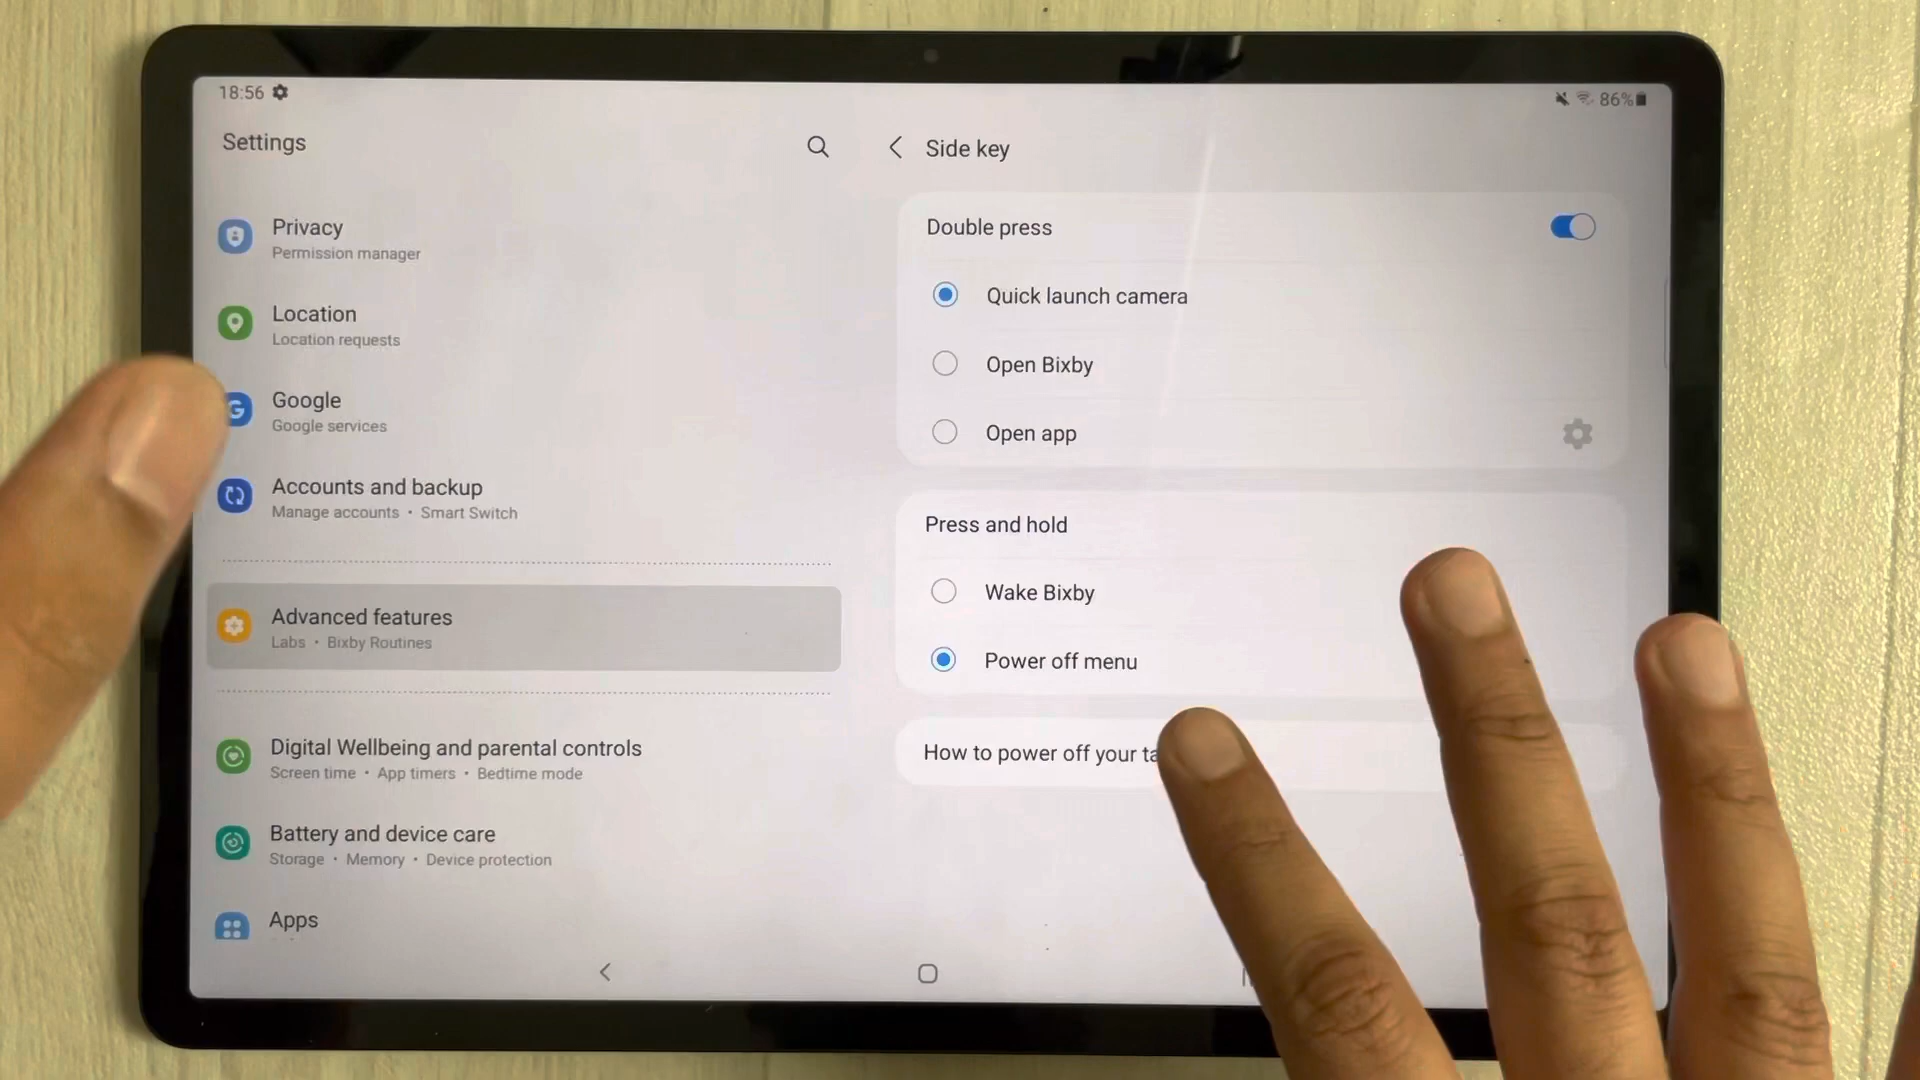 18:56
86%
Settings
Privacy
Permission manager
Location
Location requests
Google
Google services
Accounts and backup
Manage accounts • Smart Switch
Advanced features
Labs • Bixby Routines
Digital Wellbeing and parental controls
Screen time • App timers • Bedtime mode
Battery and device care
Storage • Memory • Device protection
Apps
Side key
Double press
Quick launch camera
Open Bixby
Open app
Press and hold
Wake Bixby
Power off menu
How to power off your